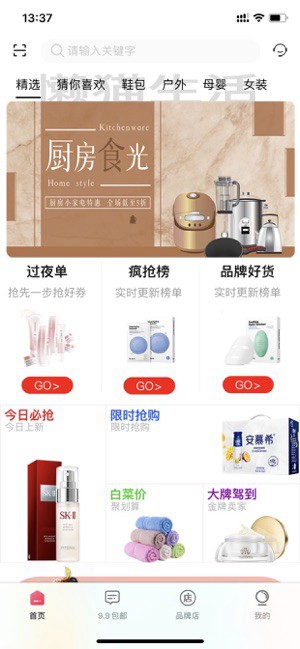 13:37
请输入关键字
懒猫生活
精选 猜你喜欢 鞋包 户外 母婴 女装
Kitchenware
厨房食光
Home style
厨房小家电特惠 全场低至5折
过夜单 疯抢榜 品牌好货
抢先一步抢好券 实时更新榜单 实时更新榜单
GO> GO> GO>
今日必抢
今日上新
SK-II
限时抢购
限时抢购
安慕希
白菜价
聚划算
大牌驾到
金牌卖家
首页 9.9包邮 品牌店 我的
店